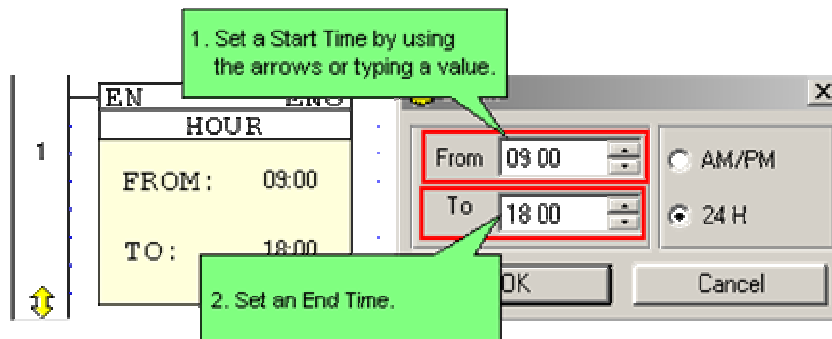 1. Set a Start Time by using
the arrows or typing a value.
EN ENO
HOUR
1
FROM: 09:00
TO: 18:00
From 09:00
To 18:00
AM/PM
24 H
2. Set an End Time.
OK
Cancel